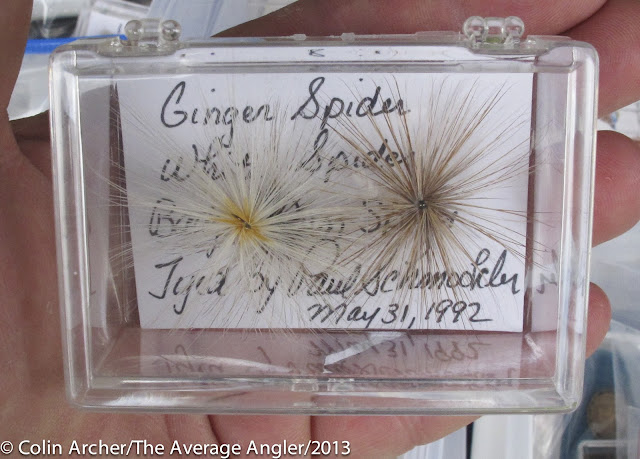 Ginger Spider
White Spider
Tyed by Paul Schmookler
May 31, 1992
© Colin Archer/The Average Angler/2013